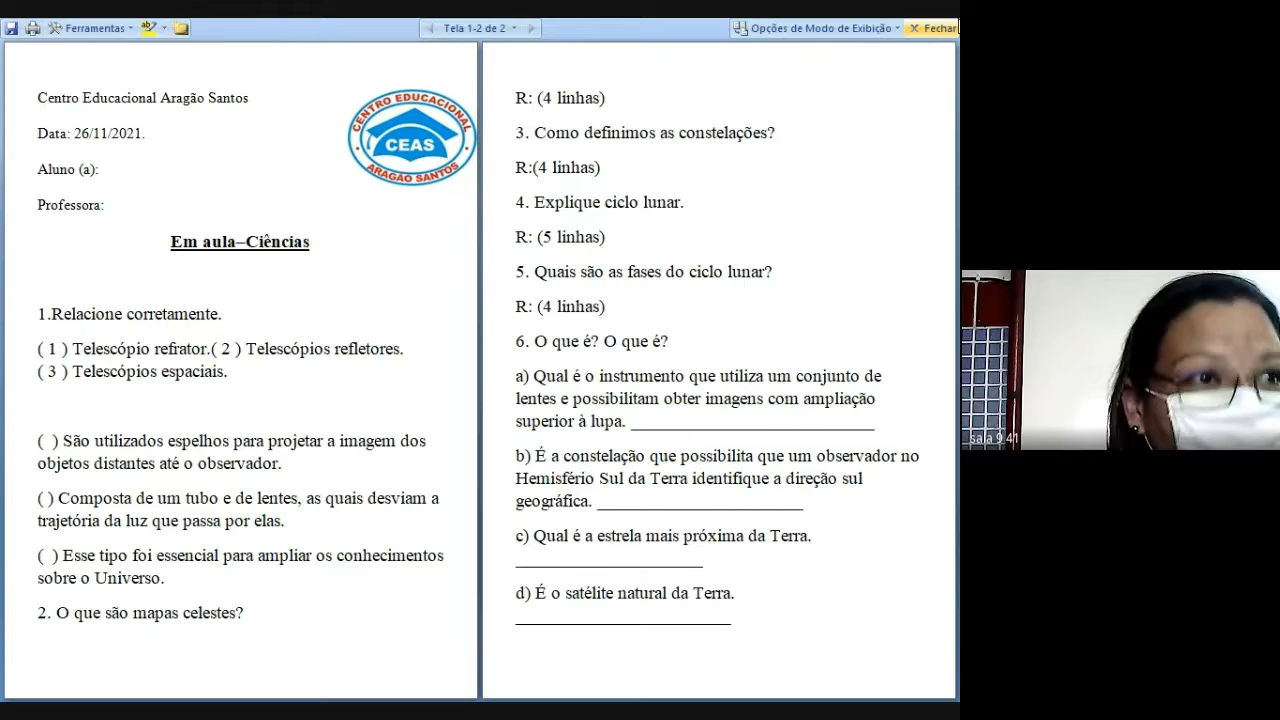 Ferramentas
Tela 1-2 de 2
Opções de Modo de Exibição
Fechar
Centro Educacional Aragão Santos
Data: 26/11/2021.
Aluno (a):
Professora:
CENTRO EDUCACIONAL
CEAS
ARAGÃO SANTOS
Em aula–Ciências
1.Relacione corretamente.
( 1 ) Telescópio refrator.( 2 ) Telescópios refletores.
( 3 ) Telescópios espaciais.
( ) São utilizados espelhos para projetar a imagem dos
objetos distantes até o observador.
( ) Composta de um tubo e de lentes, as quais desviam a
trajetória da luz que passa por elas.
( ) Esse tipo foi essencial para ampliar os conhecimentos
sobre o Universo.
2. O que são mapas celestes?
R: (4 linhas)
3. Como definimos as constelações?
R:(4 linhas)
4. Explique ciclo lunar.
R: (5 linhas)
5. Quais são as fases do ciclo lunar?
R: (4 linhas)
6. O que é? O que é?
a) Qual é o instrumento que utiliza um conjunto de
lentes e possibilitam obter imagens com ampliação
superior à lupa. ___________________________
b) É a constelação que possibilita que um observador no
Hemisfério Sul da Terra identifique a direção sul
geográfica. _______________________
c) Qual é a estrela mais próxima da Terra.
_____________________
d) É o satélite natural da Terra.
________________________
sala 9 41